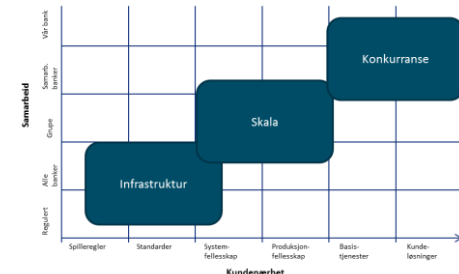 Samarbeid
Vår bank
Samarb.
banker
Grupe
Alle
banker
Regulert
Konkurranse
Skala
Infrastruktur
Spilleregler
Standarder
System-
fellesskap
Produksjon-
fellesskap
Basis-
tjenester
Kunde-
løsninger
Kundenærhet